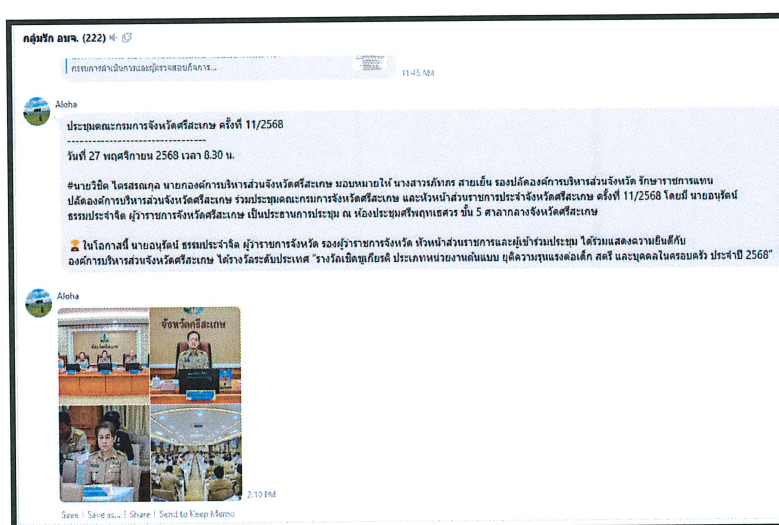 กลุ่มรัก อบจ. (222)
กรรมการดำเนินการและผู้ตรวจสอบกิจการ...
11:45 AM
Aloha
ประชุมคณะกรมการจังหวัดศรีสะเกษ ครั้งที่ 11/2568
---------------------------------
วันที่ 27 พฤศจิกายน 2568 เวลา 8.30 น.
#นายวิชิต ไตรสรณกุล นายกองค์การบริหารส่วนจังหวัดศรีสะเกษ มอบหมายให้ นางสาวรภัทภร สายเย็น รองปลัดองค์การบริหารส่วนจังหวัด รักษาราชการแทน
ปลัดองค์การบริหารส่วนจังหวัดศรีสะเกษ ร่วมประชุมคณะกรมการจังหวัดศรีสะเกษ และหัวหน้าส่วนราชการประจำจังหวัดศรีสะเกษ ครั้งที่ 11/2568 โดยมี นายอนุรัตน์
ธรรมประจำจิต ผู้ว่าราชการจังหวัดศรีสะเกษ เป็นประธานการประชุม ณ ห้องประชุมศรีพฤทเธศวร ชั้น 5 ศาลากลางจังหวัดศรีสะเกษ
🏆 ในโอกาสนี้ นายอนุรัตน์ ธรรมประจำจิต ผู้ว่าราชการจังหวัด รองผู้ว่าราชการจังหวัด หัวหน้าส่วนราชการและผู้เข้าร่วมประชุม ได้ร่วมแสดงความยินดีกับ
องค์การบริหารส่วนจังหวัดศรีสะเกษ ได้รางวัลระดับประเทศ "รางวัลเชิดชูเกียรติ ประเภทหน่วยงานต้นแบบ ยุติความรุนแรงต่อเด็ก สตรี และบุคคลในครอบครัว ประจำปี 2568"
Aloha
จังหวัดศรีสะเกษ
2:10 PM
Save | Save as... | Share | Send to Keep Memo